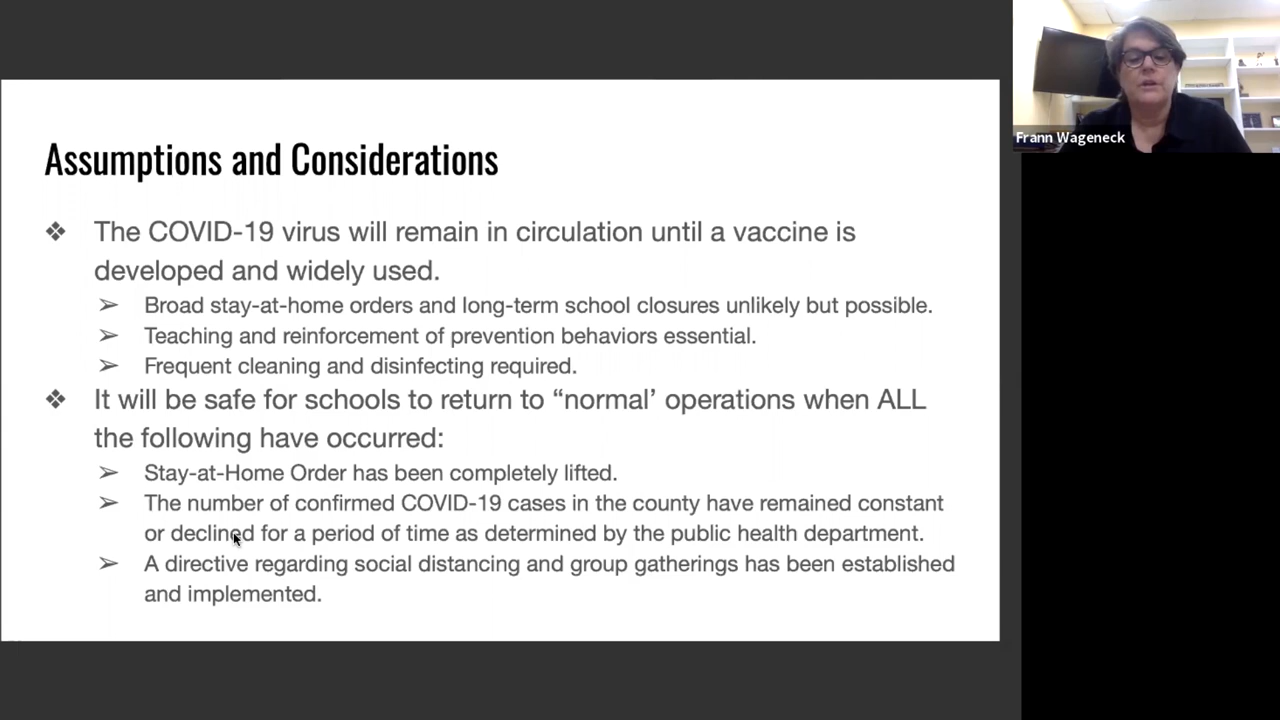 Assumptions and Considerations
❖ The COVID-19 virus will remain in circulation until a vaccine is
developed and widely used.
➢ Broad stay-at-home orders and long-term school closures unlikely but possible.
➢ Teaching and reinforcement of prevention behaviors essential.
➢ Frequent cleaning and disinfecting required.
❖ It will be safe for schools to return to “normal’ operations when ALL
the following have occurred:
➢ Stay-at-Home Order has been completely lifted.
➢ The number of confirmed COVID-19 cases in the county have remained constant
or declined for a period of time as determined by the public health department.
➢ A directive regarding social distancing and group gatherings has been established
and implemented.
Frann Wageneck